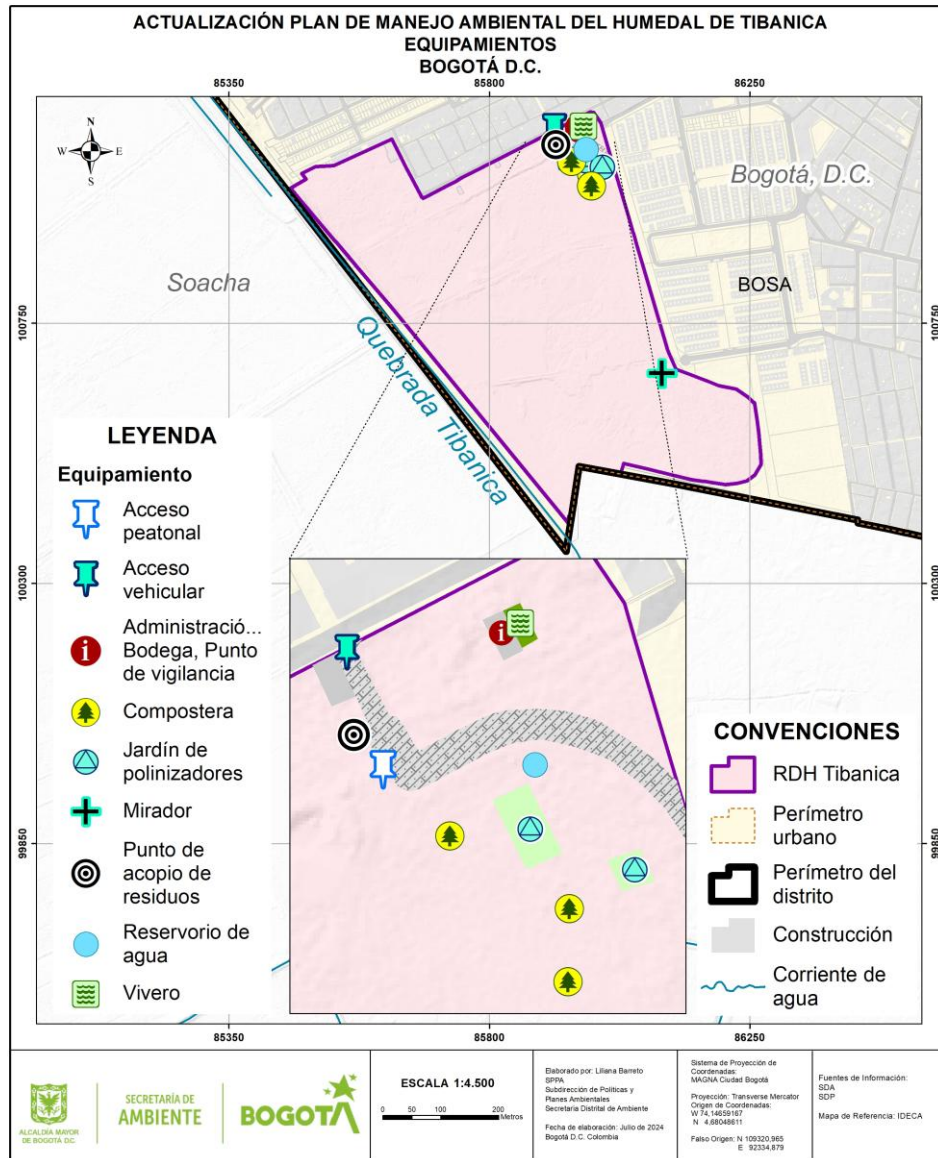 ACTUALIZACIÓN PLAN DE MANEJO AMBIENTAL DEL HUMEDAL DE TIBANICA
EQUIPAMIENTOS
BOGOTÁ D.C.
85350
85800
86250
N
W
E
S
Bogotá, D.C.
Soacha
BOSA
100750
100750
Quebrada Tibanica
LEYENDA
Equipamiento
Acceso
peatonal
Acceso
vehicular
Administració...
Bodega, Punto
de vigilancia
Compostera
Jardín de
polinizadores
Mirador
Punto de
acopio de
residuos
Reservorio de
agua
Vivero
100300
100300
i
i
CONVENCIONES
RDH Tibanica
Perímetro
urbano
Perímetro del
distrito
Construcción
Corriente de
agua
99850
99850
85350
85800
86250
ALCALDÍA MAYOR
DE BOGOTÁ D.C.
SECRETARÍA DE
AMBIENTE
BOGOTÁ
ESCALA 1:4.500
0 50 100 200
Metros
Elaborado por: Liliana Barreto
SPPA
Subdirección de Políticas y
Planes Ambientales
Secretaría Distrital de Ambiente
Fecha de elaboración: Julio de 2024
Bogotá D.C. Colombia
Sistema de Proyección de
Coordenadas:
MAGNA Ciudad Bogotá
Proyección: Transverse Mercator
Origen de Coordenadas:
W 74,14659167
N 4,68048611
Falso Origen: N 109320,965
E 92334,879
Fuentes de Información:
SDA
SDP
Mapa de Referencia: IDECA